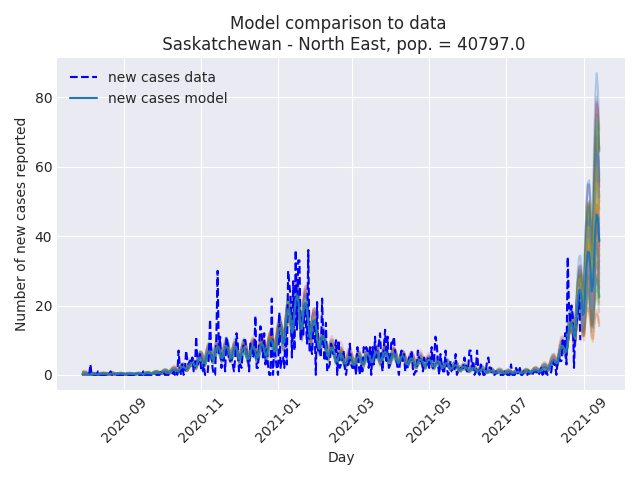 Model comparison to data
Saskatchewan - North East, pop. = 40797.0
new cases data
new cases model
Number of new cases reported
80
60
40
20
0
2020-09
2020-11
2021-01
2021-03
2021-05
2021-07
2021-09
Day